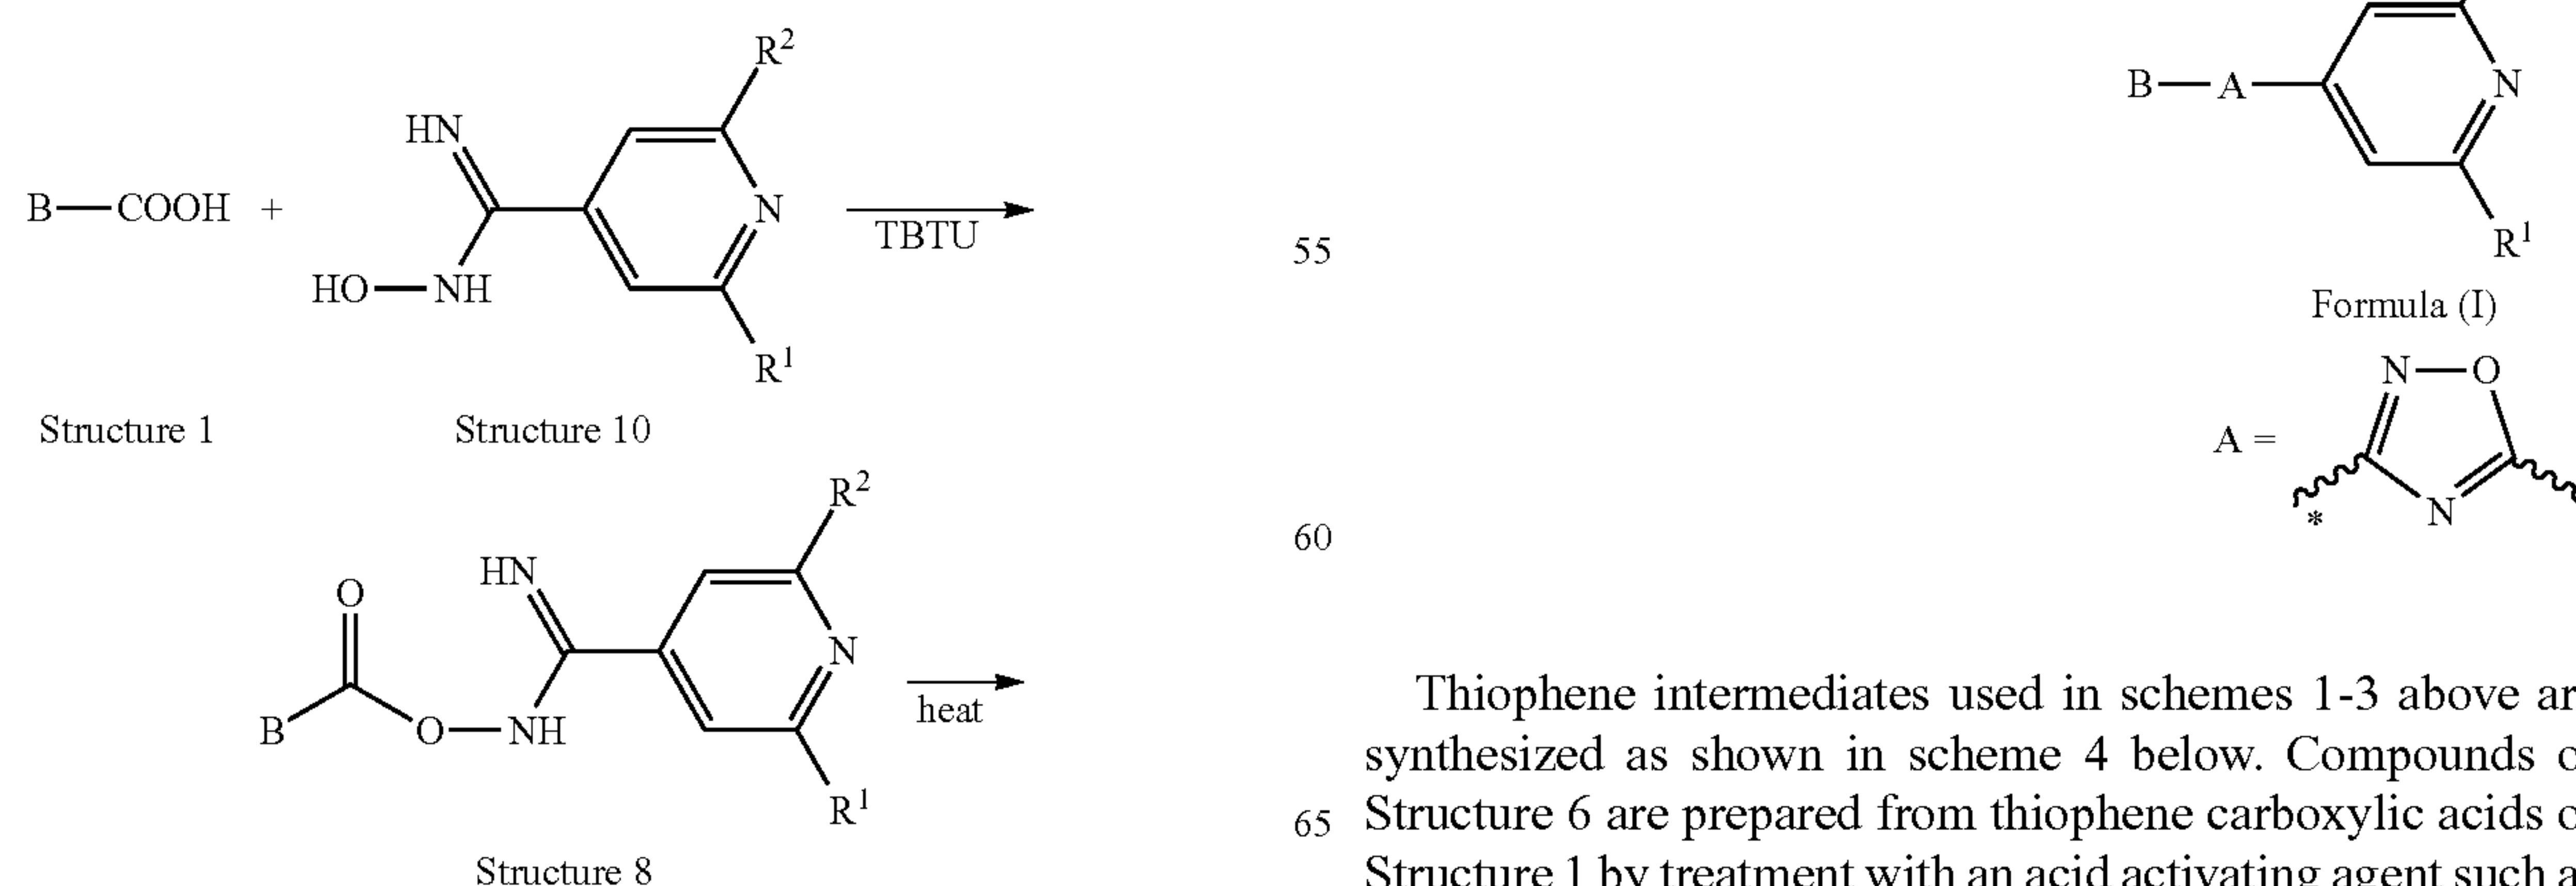 R²
HN
N
B—COOH +
TBTU
HO—NH
R¹
Structure 1 Structure 10
R²
HN
O
N
B
O—NH
heat
R¹
Structure 8
55
60
65
B—A
N
R¹
Formula (I)
N—O
A =
N
*
Thiophene intermediates used in schemes 1-3 above ar
synthesized as shown in scheme 4 below. Compounds o
Structure 6 are prepared from thiophene carboxylic acids o
Structure 1 by treatment with an acid activating agent such a